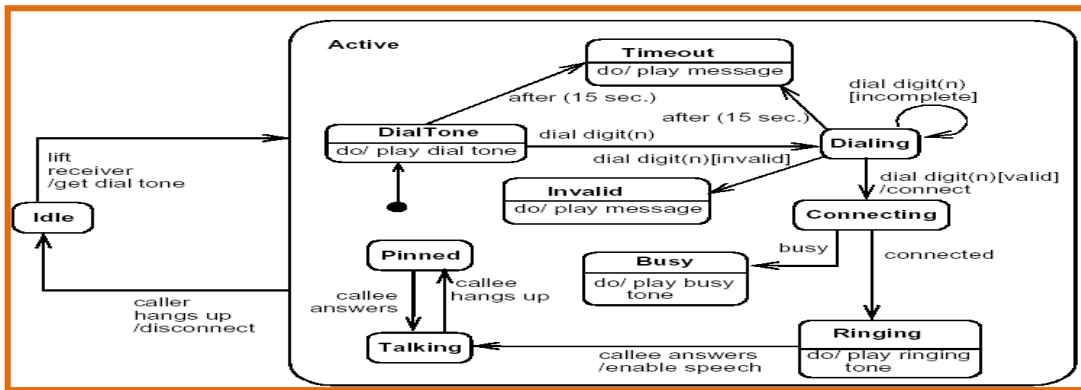 Active
Timeout
do/ play message
dial digit(n)
[incomplete]
after (15 sec.)
after (15 sec.)
DialTone
do/ play dial tone
dial digit(n)
Dialing
lift
receiver
/get dial tone
dial digit(n)[invalid]
Invalid
do/ play message
dial digit(n)[valid]
/connect
Idle
Connecting
Pinned
busy
connected
Busy
do/ play busy
tone
callee
answers
callee
hangs up
caller
hangs up
/disconnect
Talking
callee answers
/enable speech
Ringing
do/ play ringing
tone